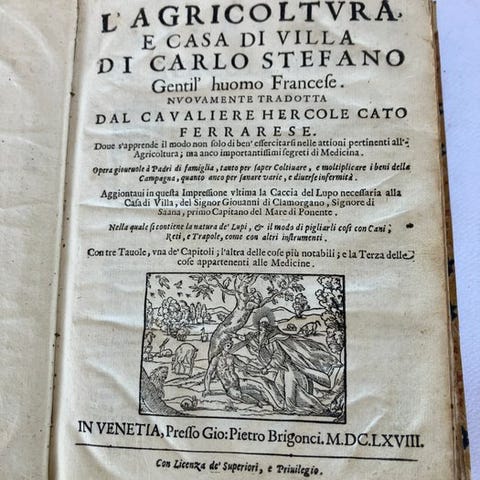 L'AGRICOLTVRA,
E CASA DI VILLA
DI CARLO STEFANO
Gentil' huomo Francese.
NVOVAMENTE TRADOTTA
DAL CAVALIERE HERCOLE CATO
FERRARESE.
Doue s'apprende il modo non solo di ben' essercitarsi nelle attioni pertinenti all'
Agricoltura; ma anco importantissimi segreti di Medicina.
Opera gioueuole à Padri di famiglia, tanto per saper Coltiuare, e moltiplicare i beni della
Campagna, quanto anco per sanare varie, e diuerse infermità.
Aggiontaui in questa Impressione vltima la Caccia del Lupo necessaria alla
Casa di Villa, del Signor Giouanni di Clamorgano, Signore di
Saana, primo Capitano del Mare di Ponente.
Nella quale si contiene la natura de' Lupi, & il modo di pigliarli cosi con Cani,
Reti, e Trapole, como con altri instrumenti.
Con tre Tauole, vna de' Capitoli; l'altra delle cose più notabili; e la Terza delle
cose appartenenti alle Medicine.
IN VENETIA, Presso Gio: Pietro Brigonci. M.DC.LXVIII.
Con Licenza de' Superiori, e Priuilegio.